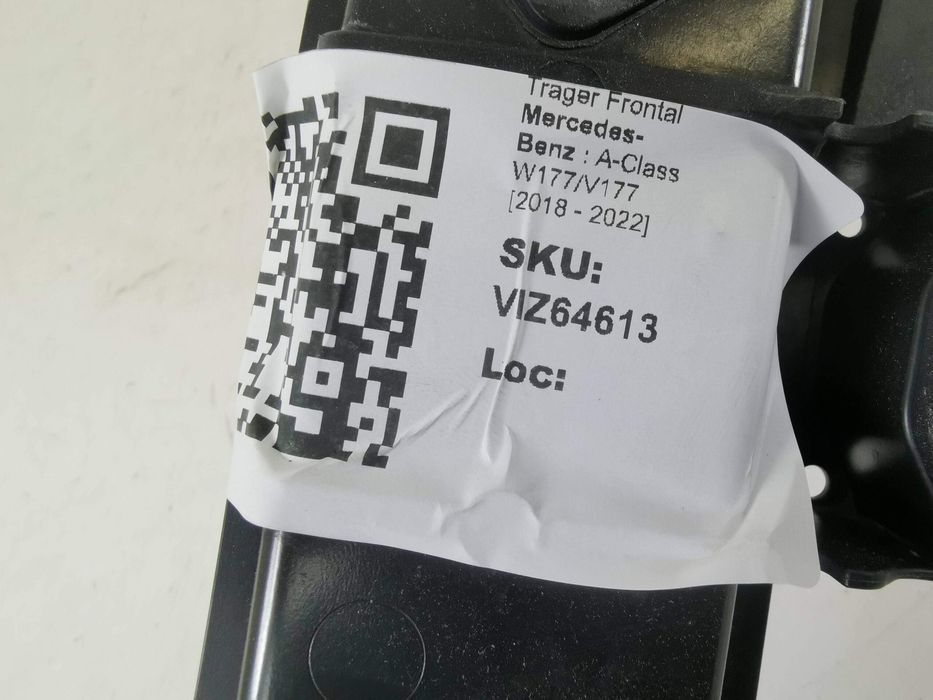 Trager Frontal
Mercedes-
Benz : A-Class
W177/V177
[2018 - 2022]
SKU:
VIZ64613
Loc: